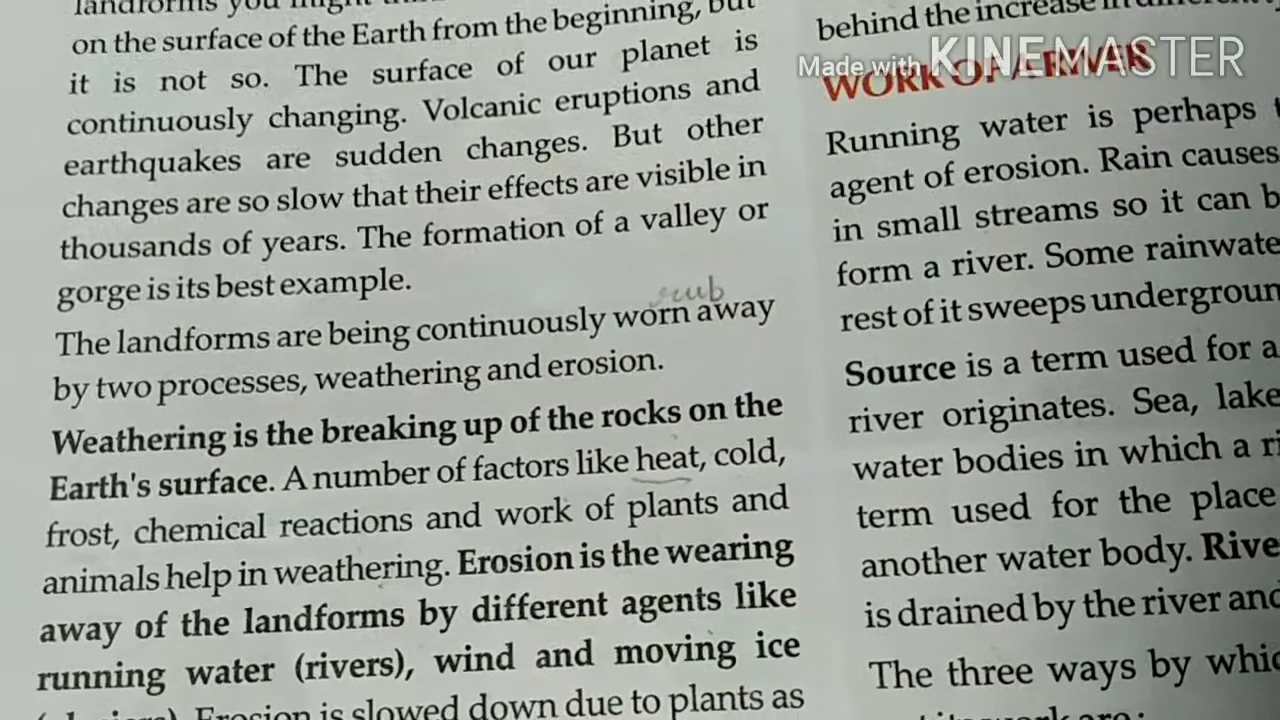 landforms you might
on the surface of the Earth from the beginning, but
it is not so. The surface of our planet is
continuously changing. Volcanic eruptions and
earthquakes are sudden changes. But other
changes are so slow that their effects are visible in
thousands of years. The formation of a valley or
gorge is its best example.
The landforms are being continuously worn away
by two processes, weathering and erosion.
Weathering is the breaking up of the rocks on the
Earth's surface. A number of factors like heat, cold,
frost, chemical reactions and work of plants and
animals help in weathering. Erosion is the wearing
away of the landforms by different agents like
running water (rivers), wind and moving ice
Erosion is slowed down due to plants as
behind the increase in
Made with KINEMASTER
WORK OF A RIVER
Running water is perhaps
agent of erosion. Rain causes
in small streams so it can
form a river. Some
rest of it sweeps
Source is a term used for a
river originates. Sea,
water bodies in which a
term used for the place
another water body.
is drained by the river
The three ways by